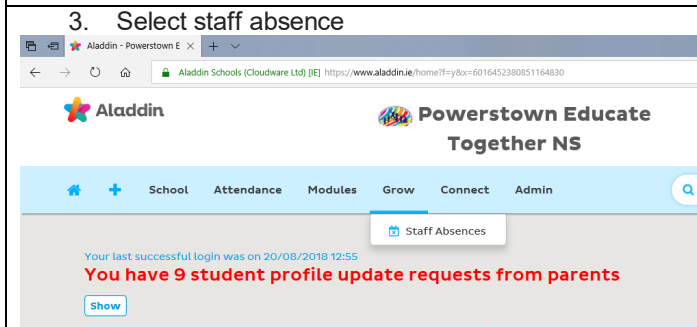 3. Select staff absence
Aladdin - Powerstown E
Aladdin Schools (Cloudware Ltd) [IE] https://www.aladdin.ie/home?f=y&x=6016452380851164830
Aladdin
Powerstown Educate
Together NS
School Attendance Modules Grow Connect Admin
Staff Absences
Your last successful login was on 20/08/2018 12:55
You have 9 student profile update requests from parents
Show